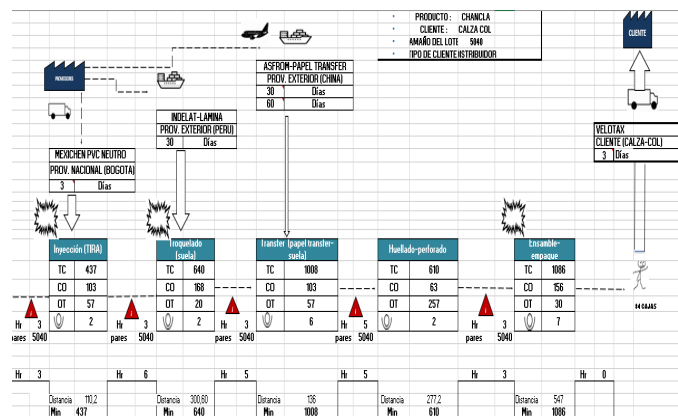 PRODUCTO : CHANCLA
CLIENTE : CALZA COL
AMAÑO DEL LOTE 5040
TIPO DE CLIENTE
CLIENTE
ASFROM-PAPEL TRANSFER
PROV. EXTERIOR (CHINA)
30 Días
60 Días
INDELAT-LAMINA
PROV. EXTERIOR (PERU)
30 Días
MEXICHEN PVC NEUTRO
PROV. NACIONAL (BOGOTA)
3 Días
VELOTAX
CLIENTE (CALZA-COL)
3 Días
Inyección (TIRA)
TC 437
CO 103
OT 57
2
Troquelado (suela)
TC 640
CO 168
OT 20
2
Transfer (papel transfer-
suela)
TC 1008
CO 103
OT 57
6
Huellado-perforado
TC 610
CO 63
OT 257
2
Ensamble-
empaque
TC 1086
CO 156
OT 30
7
84 CAJAS
Hr 3 Hr 3 Hr 3 Hr 5 Hr 3
pares 5040 pares 5040 pares 5040 pares 5040 pares 5040
Hr 3 Hr 6 Hr 5 Hr 5 Hr 3 Hr 0
Distancia 110,2 Distancia 300,60 Distancia 136 Distancia 277,2 Distancia 547
Min 437 Min 640 Min 1008 Min 610 Min 1086